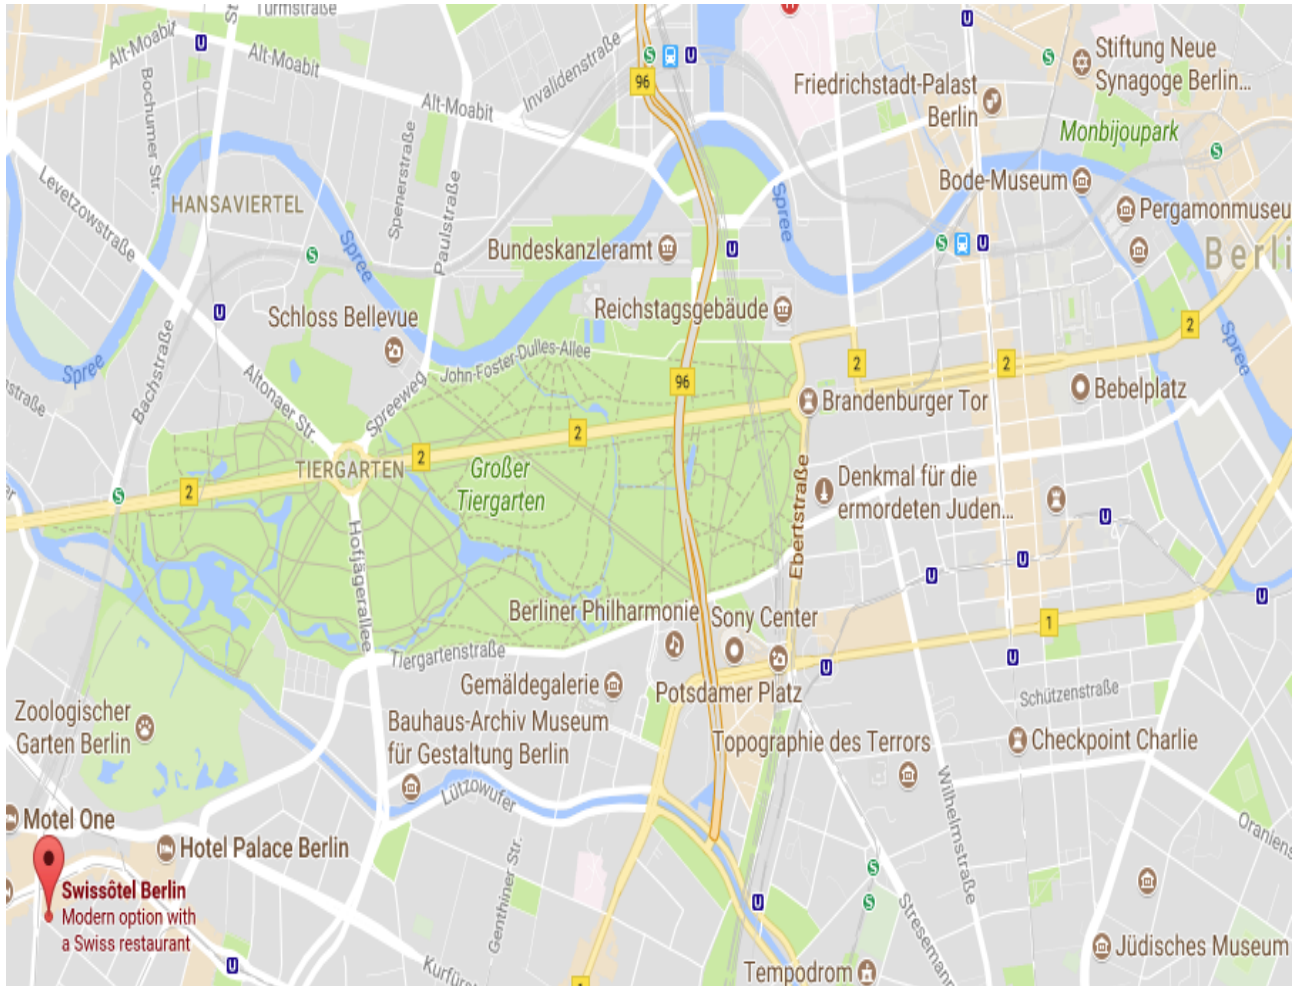 Turmstraße
Alt-Moabit
St
U
Alt-Moabit
Bochumer Str.
Invalidenstraße
S
U
96
U
S
Stiftung Neue
Synagoge Berlin...
Friedrichstadt-Palast
Berlin
Alt-Moabit
Monbijoupark
S
Spenerstraße
Levetzowstraße
Paulstraße
HANSAVIERTEL
Spree
Spree
Bode-Museum
Pergamonmuseu
Berli
S
Bundeskanzleramt
U
S
U
U
Schloss Bellevue
Reichstagsgebäude
2
Spree
Spree
Bachstraße
Altonaer Str.
Spreeweg
John-Foster-Dulles-Allee
96
2
2
Brandenburger Tor
Bebelplatz
2
2
TIERGARTEN
Großer
Tiergarten
2
S
Hofjägerallee
Ebertstraße
Denkmal für die
ermordeten Juden...
U
U
U
U
Berliner Philharmonie
Sony Center
1
Tiergartenstraße
U
U
Gemäldegalerie
Potsdamer Platz
Schützenstraße
Zoologischer
Garten Berlin
Bauhaus-Archiv Museum
für Gestaltung Berlin
Topographie des Terrors
Checkpoint Charlie
Lützowufer
Wilhelmstraße
Motel One
Hotel Palace Berlin
Oraniens
Swissôtel Berlin
Modern option with
a Swiss restaurant
Genthiner Str.
S
S
U
Stresemann
Jüdisches Museum
U
Kurfürs
Tempodrom